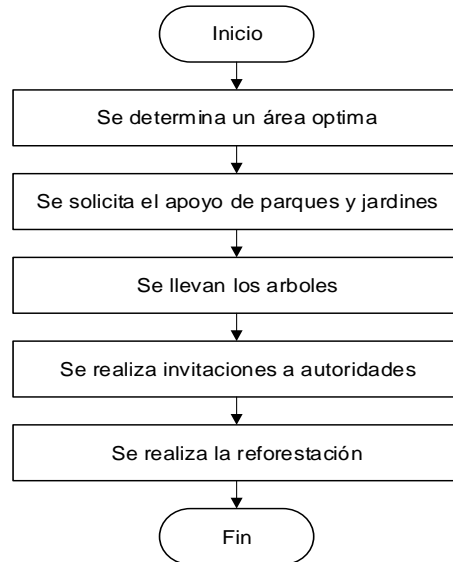 Inicio
Se determina un área optima
Se solicita el apoyo de parques y jardines
Se llevan los arboles
Se realiza invitaciones a autoridades
Se realiza la reforestación
Fin